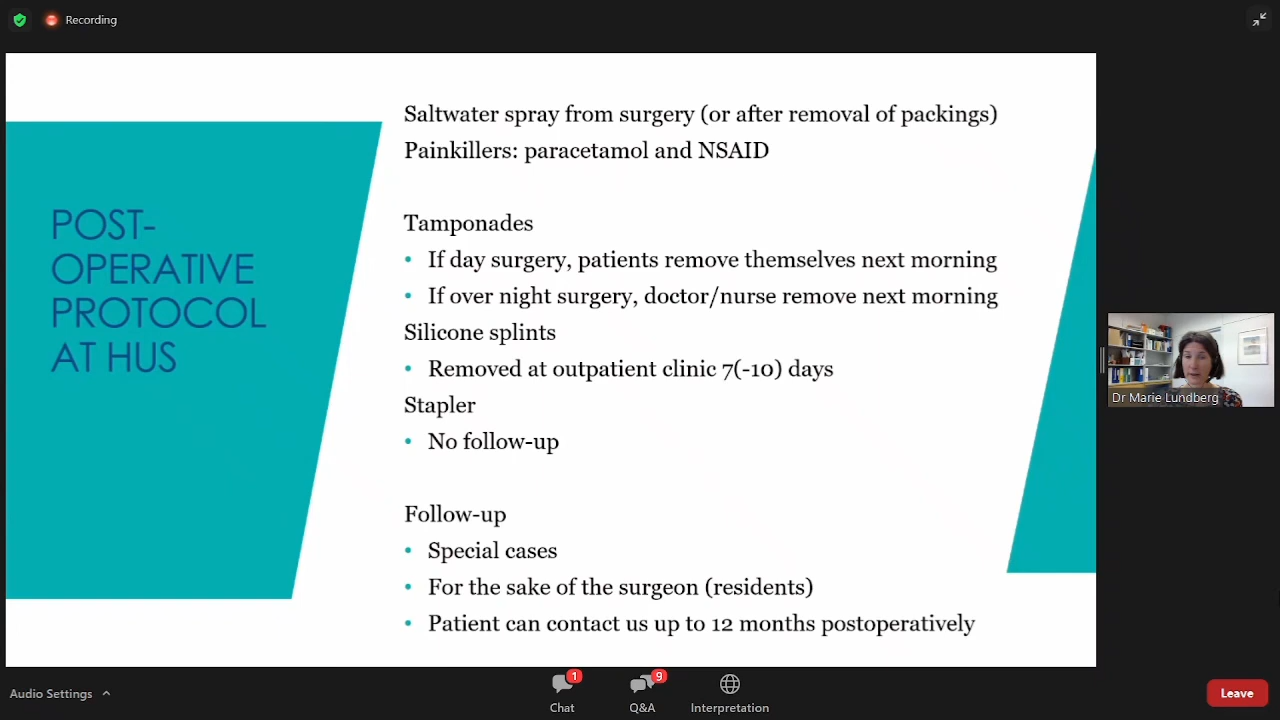 Recording
POST-
OPERATIVE
PROTOCOL
AT HUS
Saltwater spray from surgery (or after removal of packings)
Painkillers: paracetamol and NSAID
Tamponades
• If day surgery, patients remove themselves next morning
• If over night surgery, doctor/nurse remove next morning
Silicone splints
• Removed at outpatient clinic 7(-10) days
Stapler
• No follow-up
Follow-up
• Special cases
• For the sake of the surgeon (residents)
• Patient can contact us up to 12 months postoperatively
Dr Marie Lundberg
Audio Settings
1
Chat
9
Q&A
Interpretation
Leave